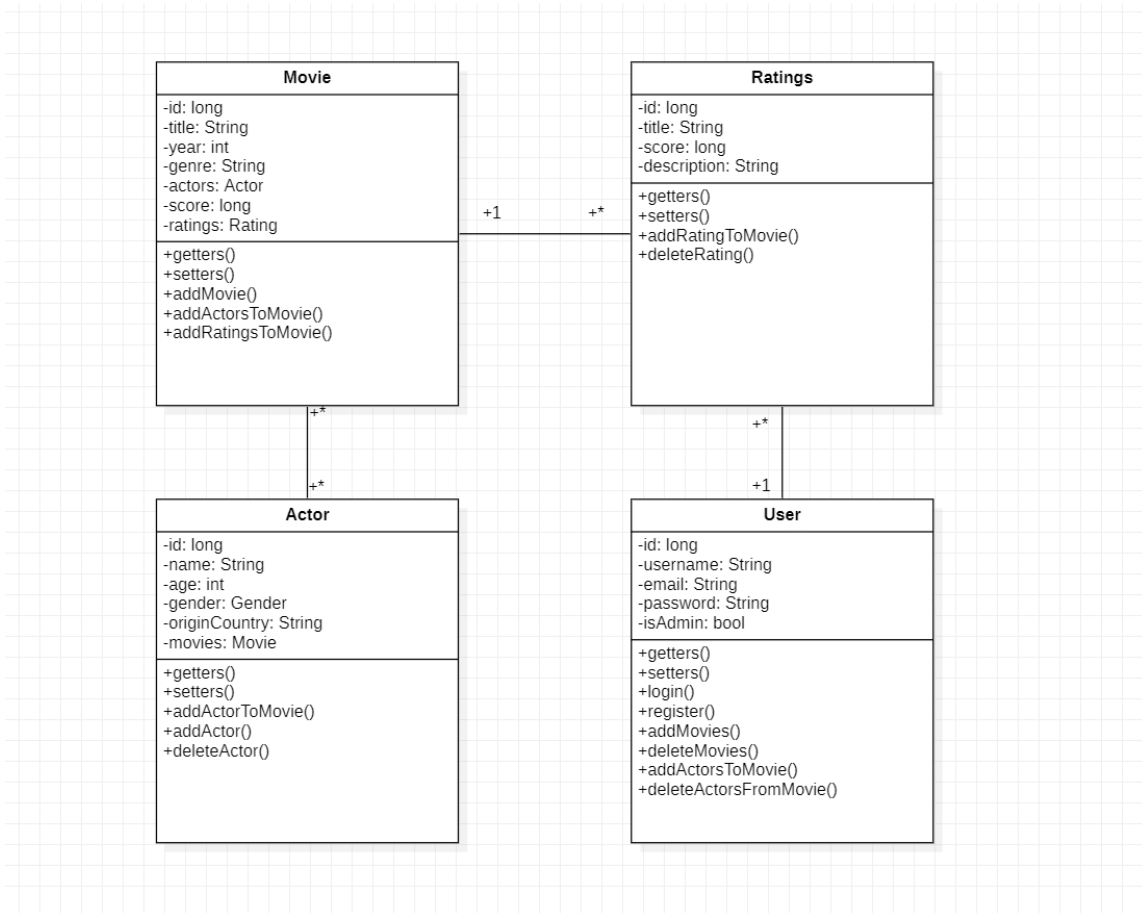 Movie
-id: long
-title: String
-year: int
-genre: String
-actors: Actor
-score: long
-ratings: Rating
+getters()
+setters()
+addMovie()
+addActorsToMovie()
+addRatingsToMovie()
Ratings
-id: long
-title: String
-score: long
-description: String
+getters()
+setters()
+addRatingToMovie()
+deleteRating()
+1
+*
+*
+*
+*
+1
Actor
-id: long
-name: String
-age: int
-gender: Gender
-originCountry: String
-movies: Movie
+getters()
+setters()
+addActorToMovie()
+addActor()
+deleteActor()
User
-id: long
-username: String
-email: String
-password: String
-isAdmin: bool
+getters()
+setters()
+login()
+register()
+addMovies()
+deleteMovies()
+addActorsToMovie()
+deleteActorsFromMovie()